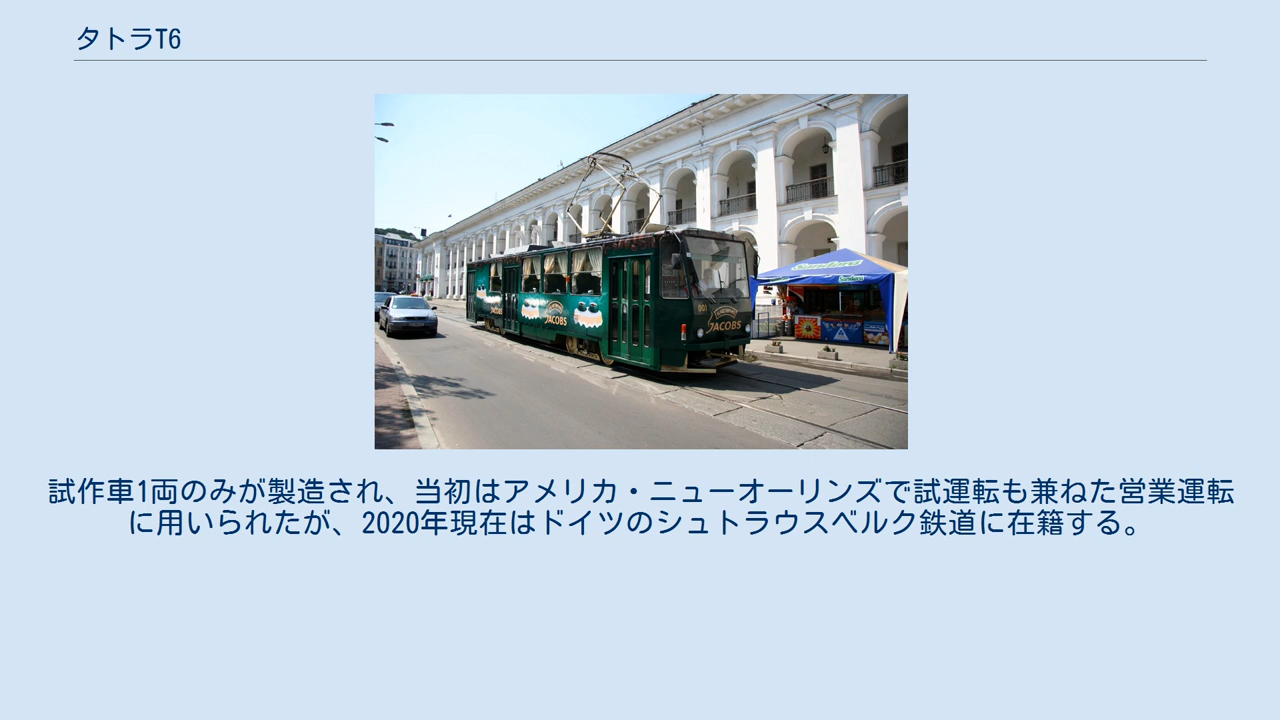 タトラT6
Sandora
Sandora
001
JACOBS
JACOBS
JACOBS
試作車1両のみが製造され、当初はアメリカ・ニューオーリンズで試運転も兼ねた営業運転
に用いられたが、2020年現在はドイツのシュトラウスベルク鉄道に在籍する。